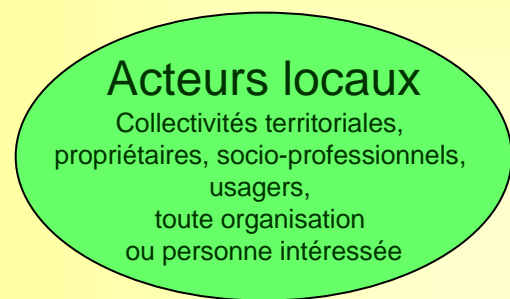 Acteurs locaux
Collectivités territoriales,
propriétaires, socio-professionnels,
usagers,
toute organisation
ou personne intéressée